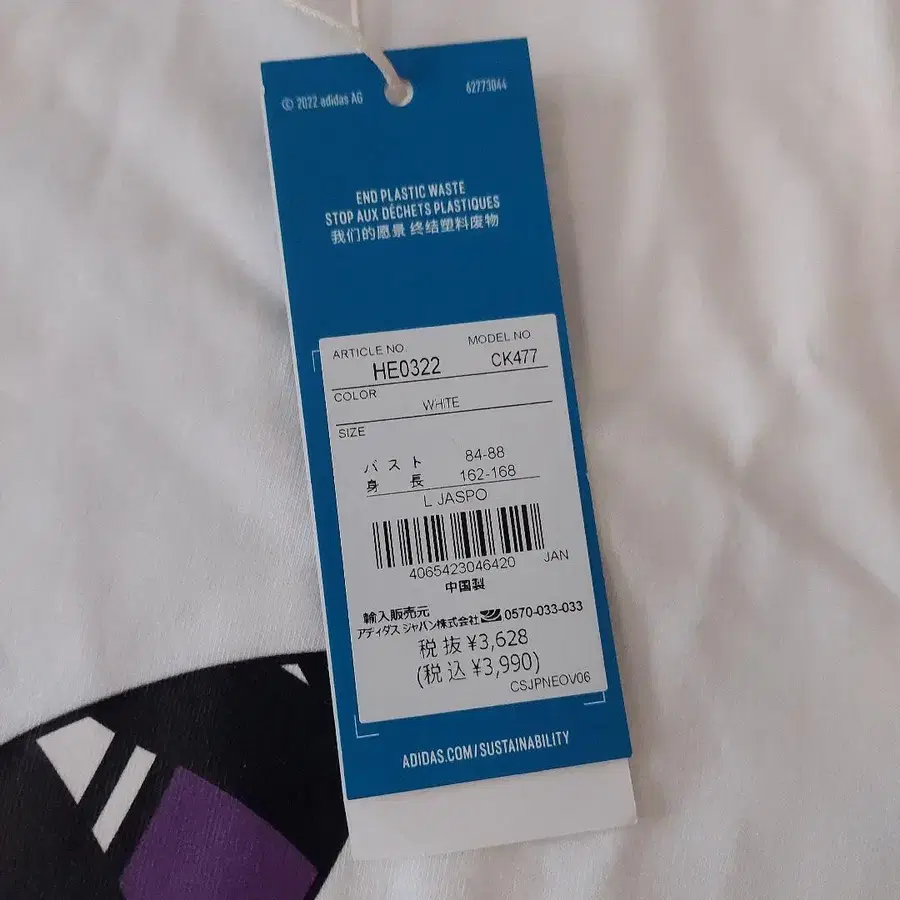 © 2022 adidas AG 62773044
END PLASTIC WASTE
STOP AUX DÉCHETS PLASTIQUES
我们的愿景 终结塑料废物
ARTICLE NO. MODEL NO
HE0322 CK477
COLOR
WHITE
SIZE
バスト 84-88
身長 162-168
L JASPO
4065423046420 JAN
中国製
輸入販売元
アディダス ジャパン株式会社 0570-033-033
税抜 ¥3,628
(税込 ¥3,990)
CSJPNEOV06
ADIDAS.COM/SUSTAINABILITY